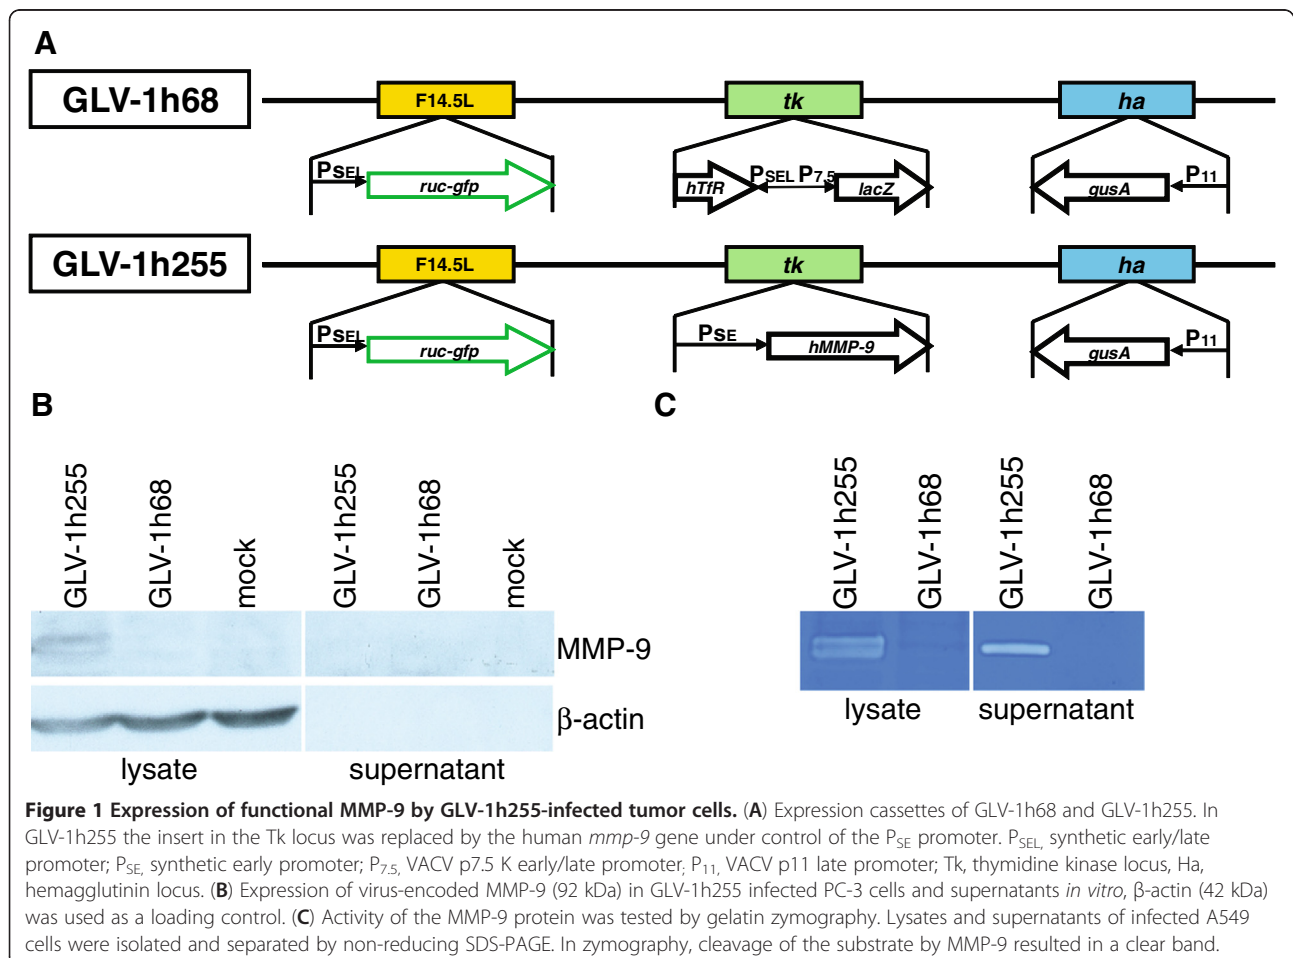 A
GLV-1h68
F14.5L
tk
ha
PSEL
ruc-gfp
hTfR
PSEL P7,5
lacZ
gusA
P11
GLV-1h255
F14.5L
tk
ha
PSEL
ruc-gfp
PSE
hMMP-9
gusA
P11
B
GLV-1h255
GLV-1h68
mock
GLV-1h255
GLV-1h68
mock
MMP-9
β-actin
lysate
supernatant
C
GLV-1h255
GLV-1h68
GLV-1h255
GLV-1h68
lysate
supernatant
Figure 1 Expression of functional MMP-9 by GLV-1h255-infected tumor cells. (A) Expression cassettes of GLV-1h68 and GLV-1h255. In
GLV-1h255 the insert in the Tk locus was replaced by the human mmp-9 gene under control of the PSE promoter. PSEL, synthetic early/late
promoter; PSE, synthetic early promoter; P7.5, VACV p7.5 K early/late promoter; P11, VACV p11 late promoter; Tk, thymidine kinase locus, Ha,
hemagglutinin locus. (B) Expression of virus-encoded MMP-9 (92 kDa) in GLV-1h255 infected PC-3 cells and supernatants in vitro, β-actin (42 kDa)
was used as a loading control. (C) Activity of the MMP-9 protein was tested by gelatin zymography. Lysates and supernatants of infected A549
cells were isolated and separated by non-reducing SDS-PAGE. In zymography, cleavage of the substrate by MMP-9 resulted in a clear band.